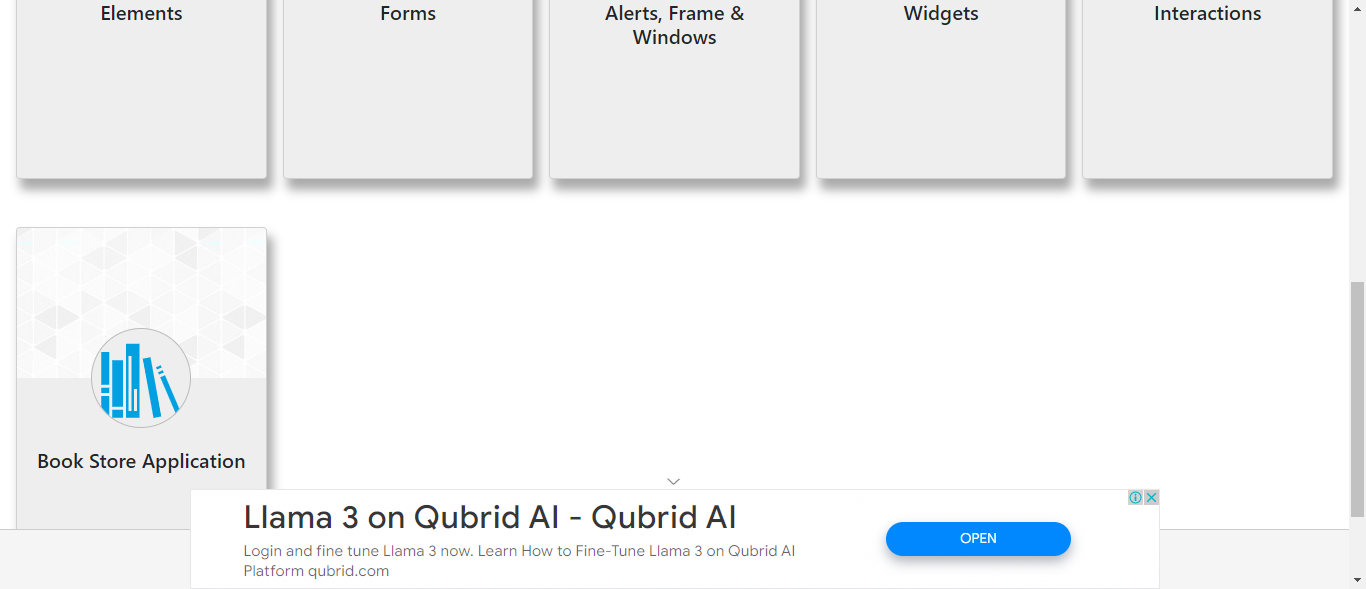 Elements
Forms
Alerts, Frame &
Windows
Widgets
Interactions
Book Store Application
Llama 3 on Qubrid AI - Qubrid AI
Login and fine tune Llama 3 now. Learn How to Fine-Tune Llama 3 on Qubrid AI
Platform qubrid.com
OPEN